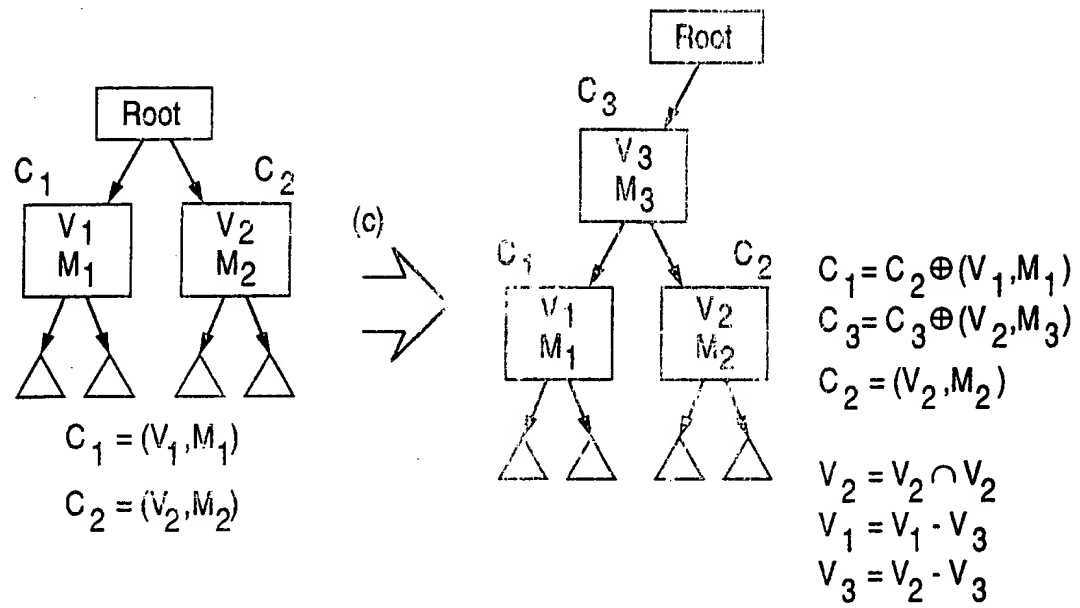 Root
C₁
C₂
V₁
M₁
V₂
M₂
C₁ = (V₁,M₁)
C₂ = (V₂,M₂)
(c)
Root
C₃
V₃
M₃
C₁
C₂
V₁
M₁
V₂
M₂
C₁ = C₂ ⊕ (V₁,M₁)
C₃ = C₃ ⊕ (V₂,M₃)
C₂ = (V₂,M₂)
V₂ = V₂ ∩ V₂
V₁ = V₁ - V₃
V₃ = V₂ - V₃